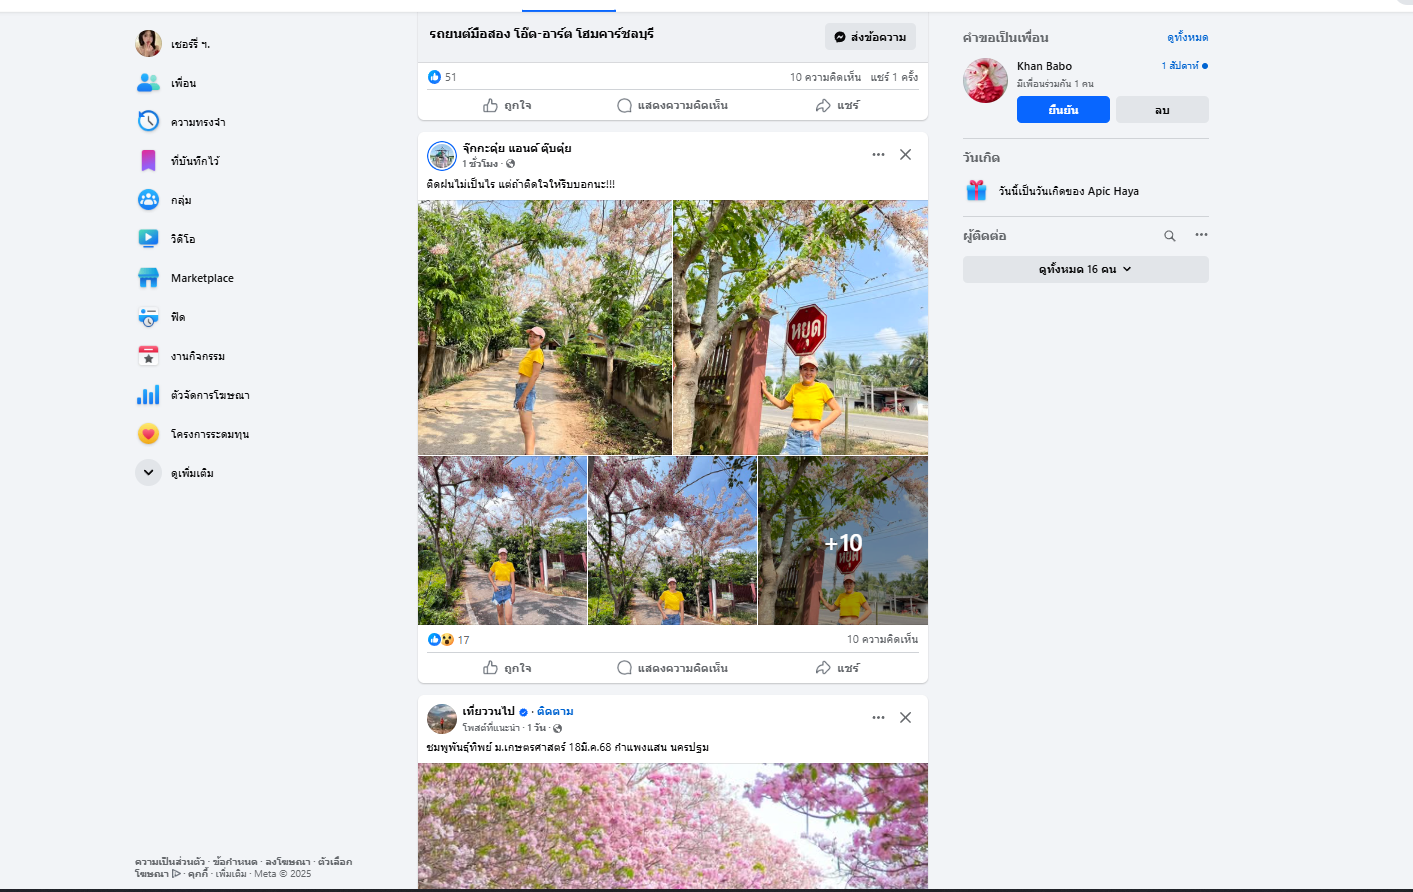 เชอร์รี่ ฯ.
เพื่อน
ความทรงจำ
ที่บันทึกไว้
กลุ่ม
วิดีโอ
Marketplace
ฟีด
งานกิจกรรม
ตัวจัดการโฆษณา
โครงการระดมทุน
ดูเพิ่มเติม
ความเป็นส่วนตัว · ข้อกำหนด · ลงโฆษณา · ตัวเลือก
โฆษณา · คุกกี้ · เพิ่มเติม · Meta © 2025
รถยนต์มือสอง โอ๊ต-อาร์ต โฮมคาร์ชลบุรี
ส่งข้อความ
51
10 ความคิดเห็น แชร์ 1 ครั้ง
ถูกใจ
แสดงความคิดเห็น
แชร์
จุ๊กกะดุ๋ย แอนด์ ตุ๊บตุ๋ย
1 ชั่วโมง ·
ติดฝนไม่เป็นไร แต่ถ้าติดใจให้รีบบอกนะ!!!
หยุด
หยุด
+10
17
10 ความคิดเห็น
ถูกใจ
แสดงความคิดเห็น
แชร์
เที่ยววนไป · ติดตาม
โพสต์ที่แนะนำ · 1 วัน ·
ชมพูพันธุ์ทิพย์ ม.เกษตรศาสตร์ 18มี.ค.68 กำแพงแสน นครปฐม
คำขอเป็นเพื่อน
ดูทั้งหมด
Khan Babo
1 สัปดาห์
มีเพื่อนร่วมกัน 1 คน
ยืนยัน
ลบ
วันเกิด
วันนี้เป็นวันเกิดของ Apic Haya
ผู้ติดต่อ
ดูทั้งหมด 16 คน